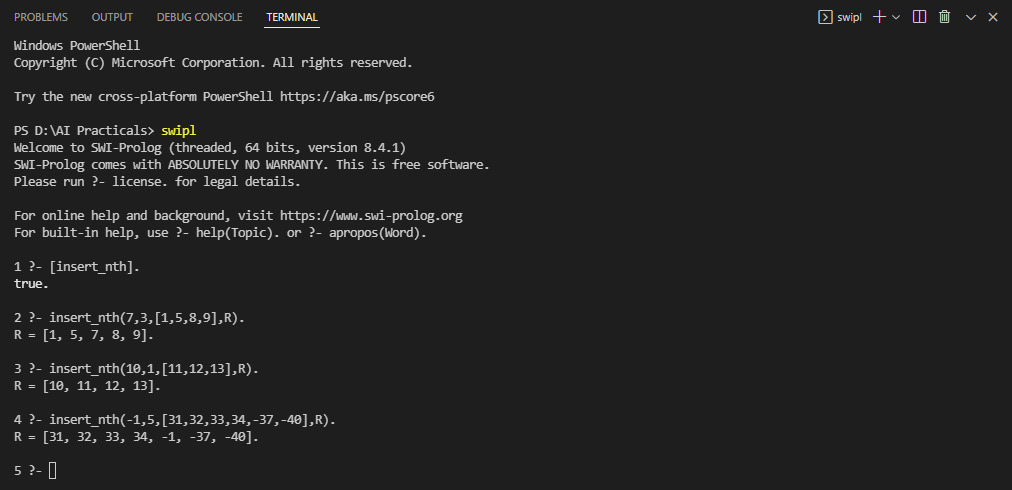 PROBLEMS OUTPUT DEBUG CONSOLE TERMINAL swipl
Windows PowerShell
Copyright (C) Microsoft Corporation. All rights reserved.
Try the new cross-platform PowerShell https://aka.ms/pscore6
PS D:\AI Practicals> swipl
Welcome to SWI-Prolog (threaded, 64 bits, version 8.4.1)
SWI-Prolog comes with ABSOLUTELY NO WARRANTY. This is free software.
Please run ?- license. for legal details.
For online help and background, visit https://www.swi-prolog.org
For built-in help, use ?- help(Topic). or ?- apropos(Word).
1 ?- [insert_nth].
true.
2 ?- insert_nth(7,3,[1,5,8,9],R).
R = [1, 5, 7, 8, 9].
3 ?- insert_nth(10,1,[11,12,13],R).
R = [10, 11, 12, 13].
4 ?- insert_nth(-1,5,[31,32,33,34,-37,-40],R).
R = [31, 32, 33, 34, -1, -37, -40].
5 ?-